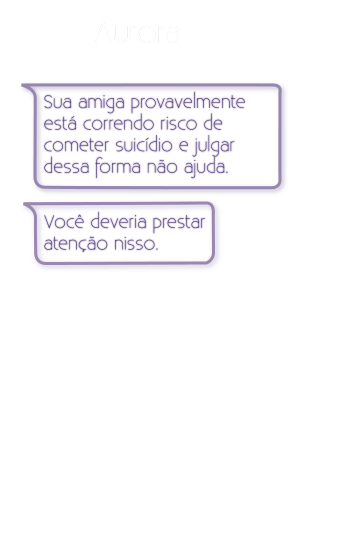 Aurora
Sua amiga provavelmente
está correndo risco de
cometer suicídio e julgar
dessa forma não ajuda.
Você deveria prestar
atenção nisso.